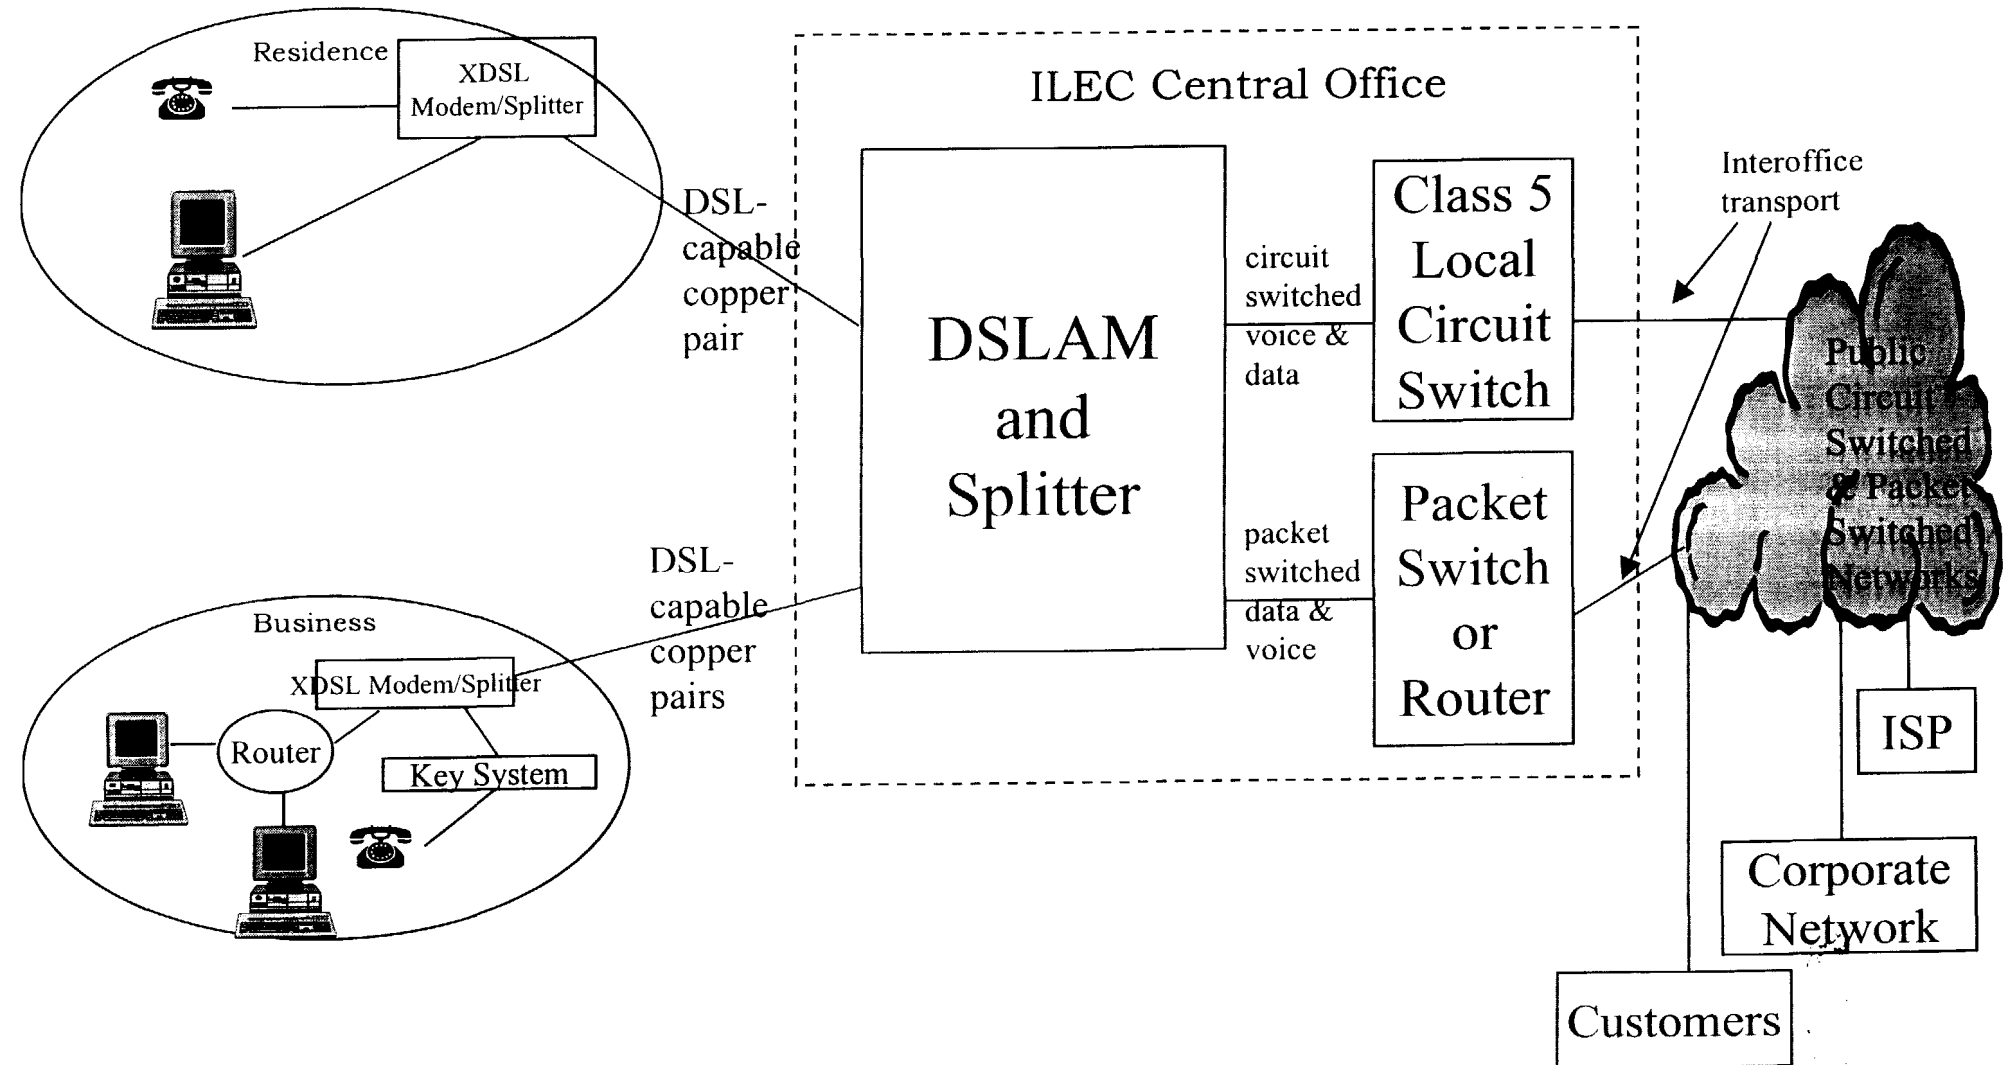 Residence
XDSL
Modem/Splitter
DSL-
capable
copper
pair
ILEC Central Office
DSLAM
and
Splitter
circuit
switched
voice &
data
Class 5
Local
Circuit
Switch
Interoffice
transport
Public
Circuit
Switched
& Packet
Switched
Networks
packet
switched
data &
voice
Packet
Switch
or
Router
DSL-
capable
copper
pairs
Business
XDSL Modem/Splitter
Router
Key System
ISP
Corporate
Network
Customers